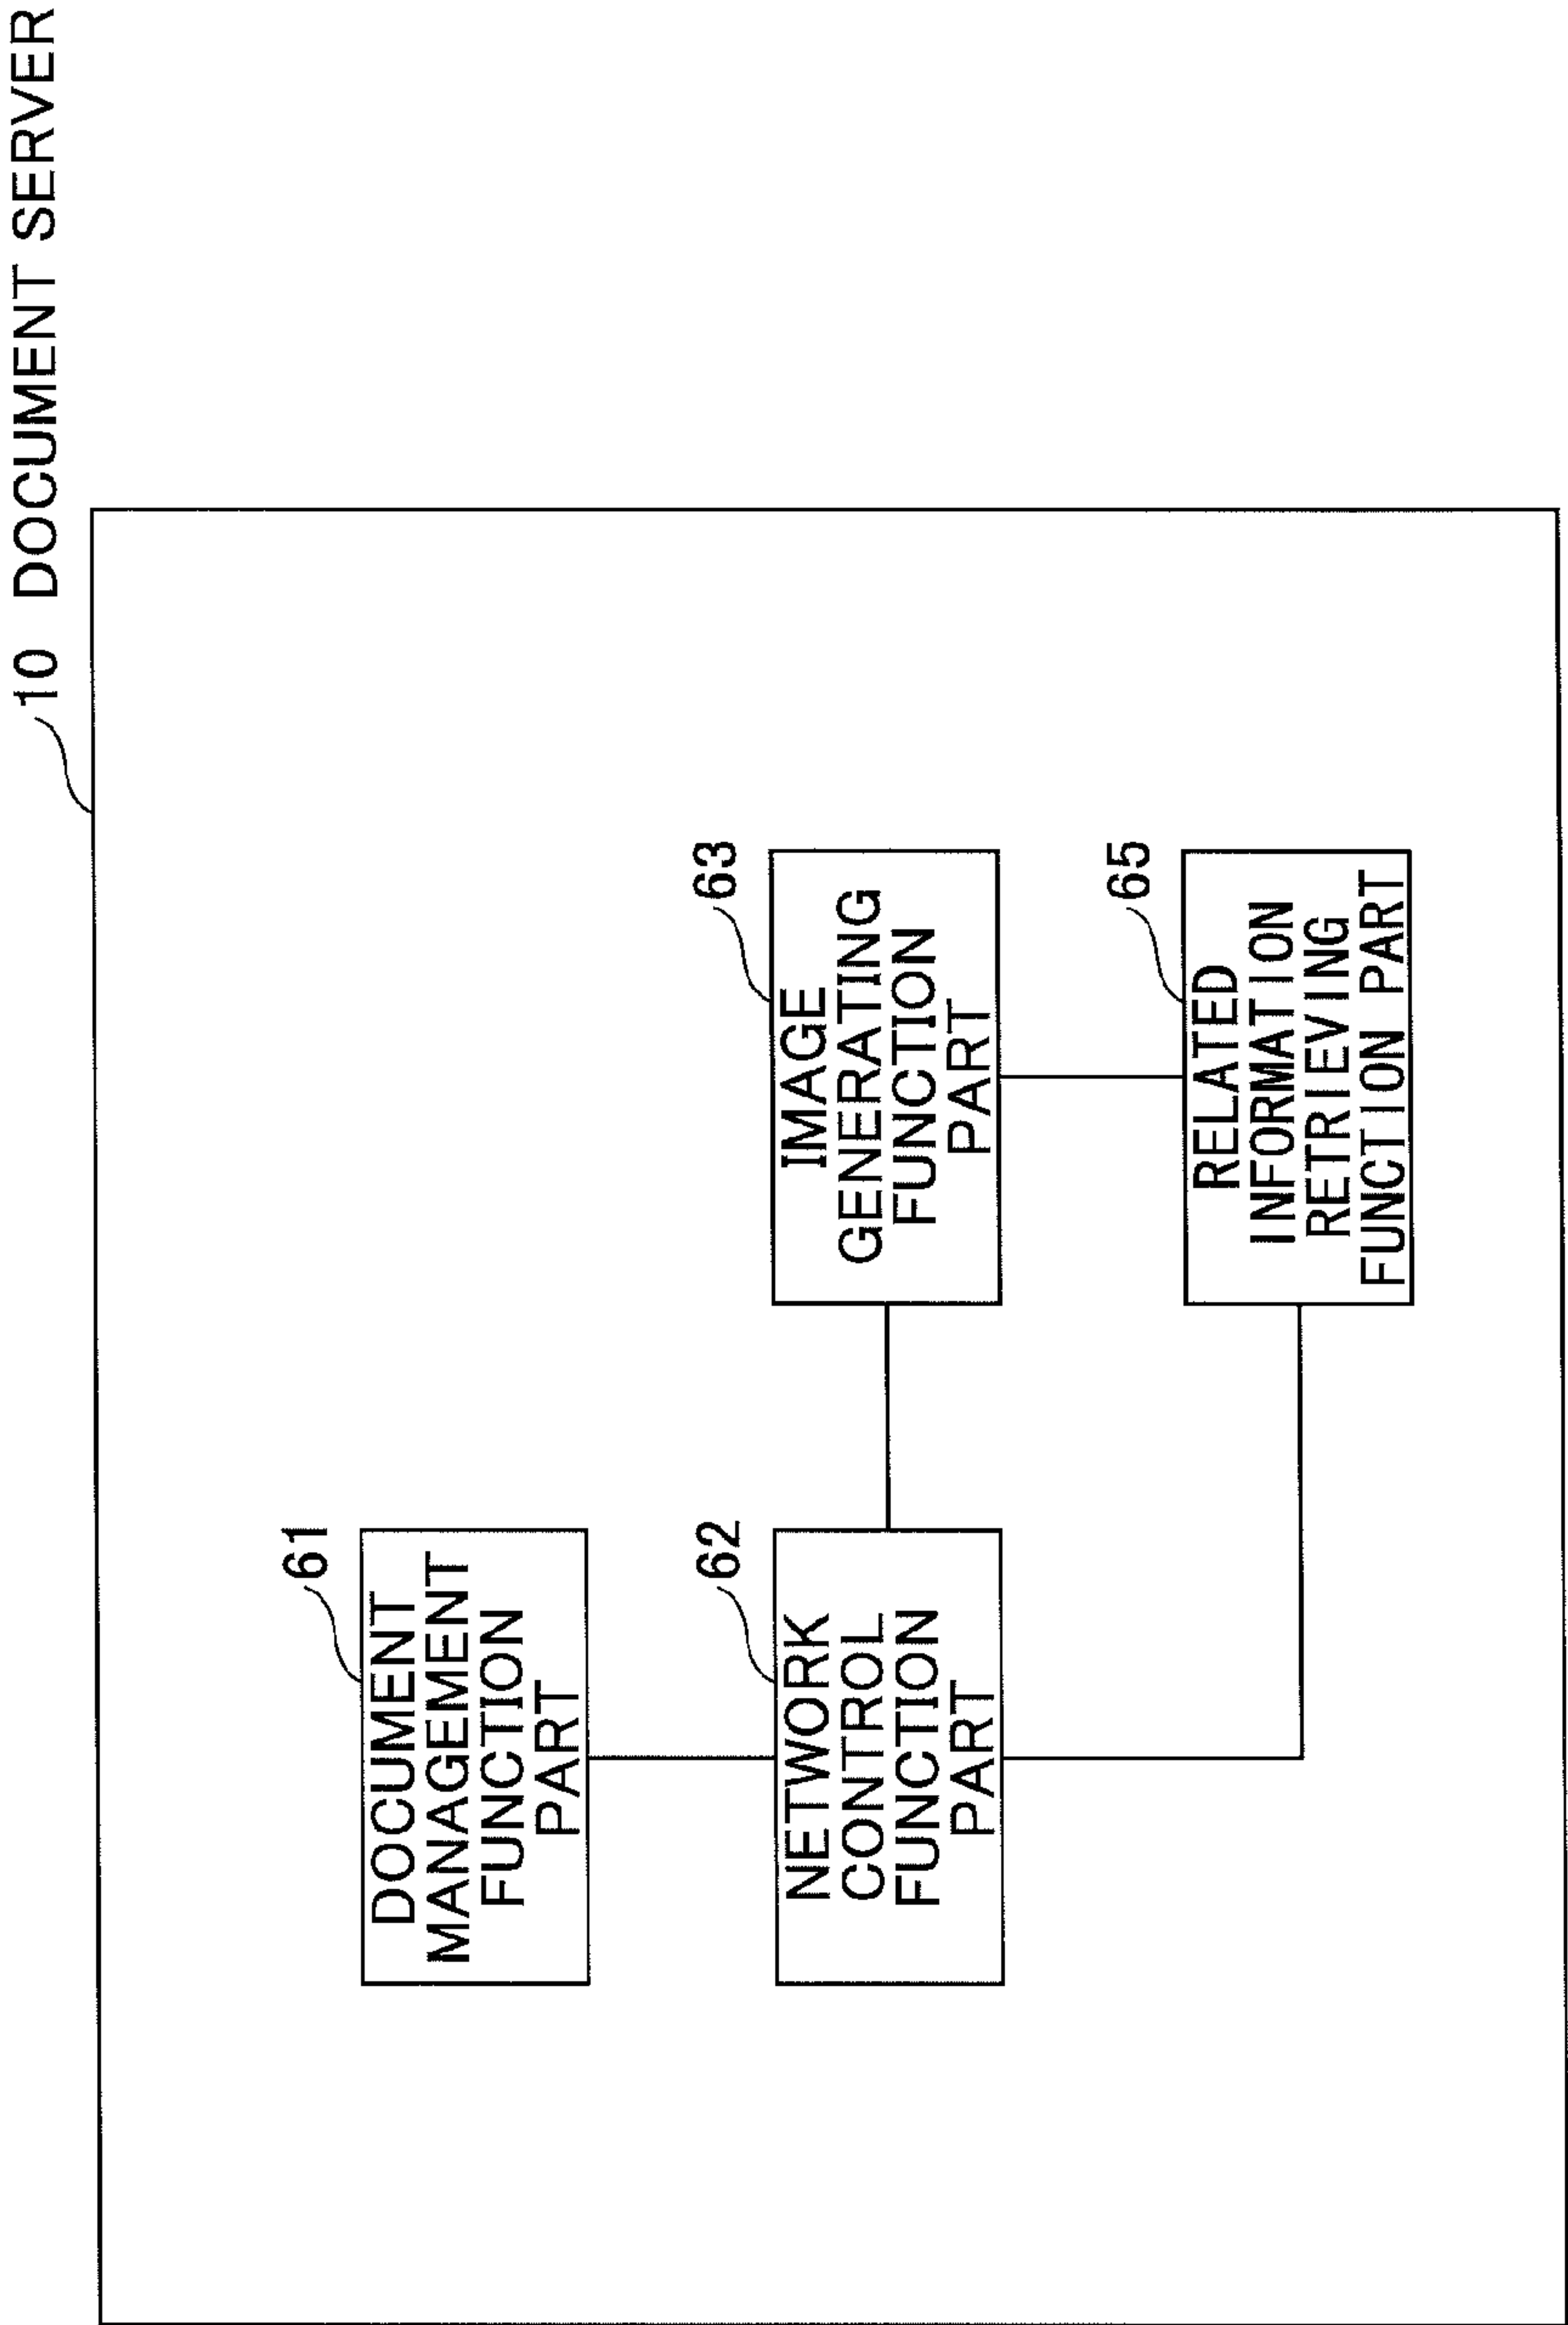 10 DOCUMENT SERVER
61
DOCUMENT
MANAGEMENT
FUNCTION
PART
62
NETWORK
CONTROL
FUNCTION
PART
63
IMAGE
GENERATING
FUNCTION
PART
65
RELATED
INFORMATION
RETRIEVING
FUNCTION PART